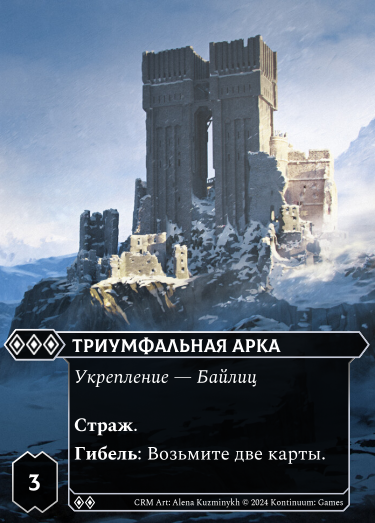 ТРИУМФАЛЬНАЯ АРКА
Укрепление — Байлиц
Страж.
Гибель: Возьмите две карты.
3
CRM Art: Alena Kuzminykh © 2024 Kontinuum: Games